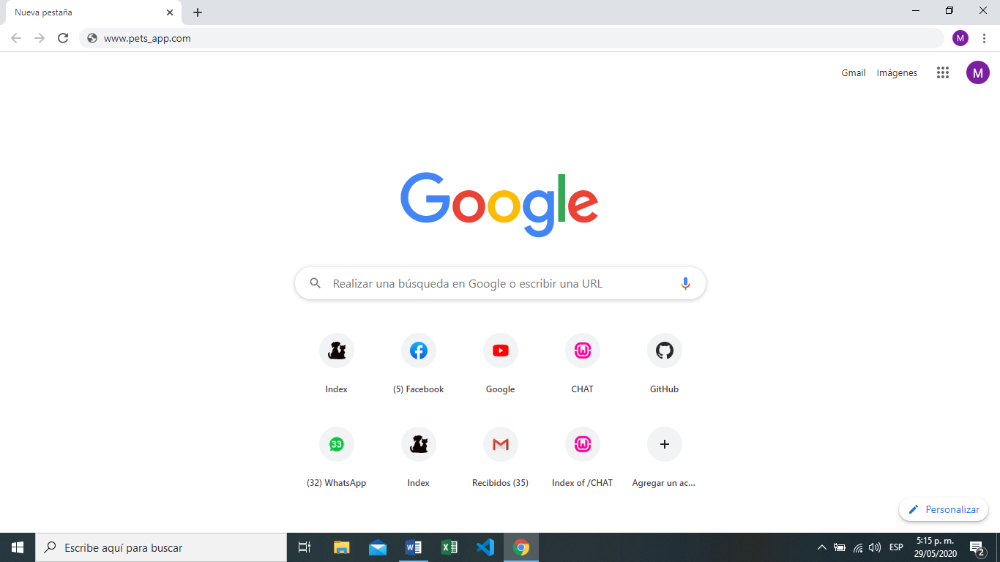 Nueva pestaña
www.pets_app.com
M
Gmail Imágenes M
Google
Realizar una búsqueda en Google o escribir una URL
Index (5) Facebook Google CHAT GitHub
33
(32) WhatsApp Index Recibidos (35) Index of /CHAT Agregar un ac...
Personalizar
Escribe aquí para buscar
ESP
5:15 p. m.
29/05/2020
2